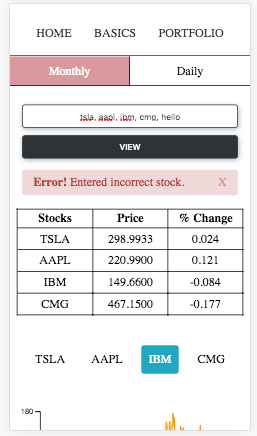 HOME BASICS PORTFOLIO
Monthly Daily
tsla, aapl, ibm, cmg, hello
VIEW
Error! Entered incorrect stock. X
Stocks Price % Change
TSLA 298.9933 0.024
AAPL 220.9900 0.121
IBM 149.6600 -0.084
CMG 467.1500 -0.177
TSLA AAPL IBM CMG
180